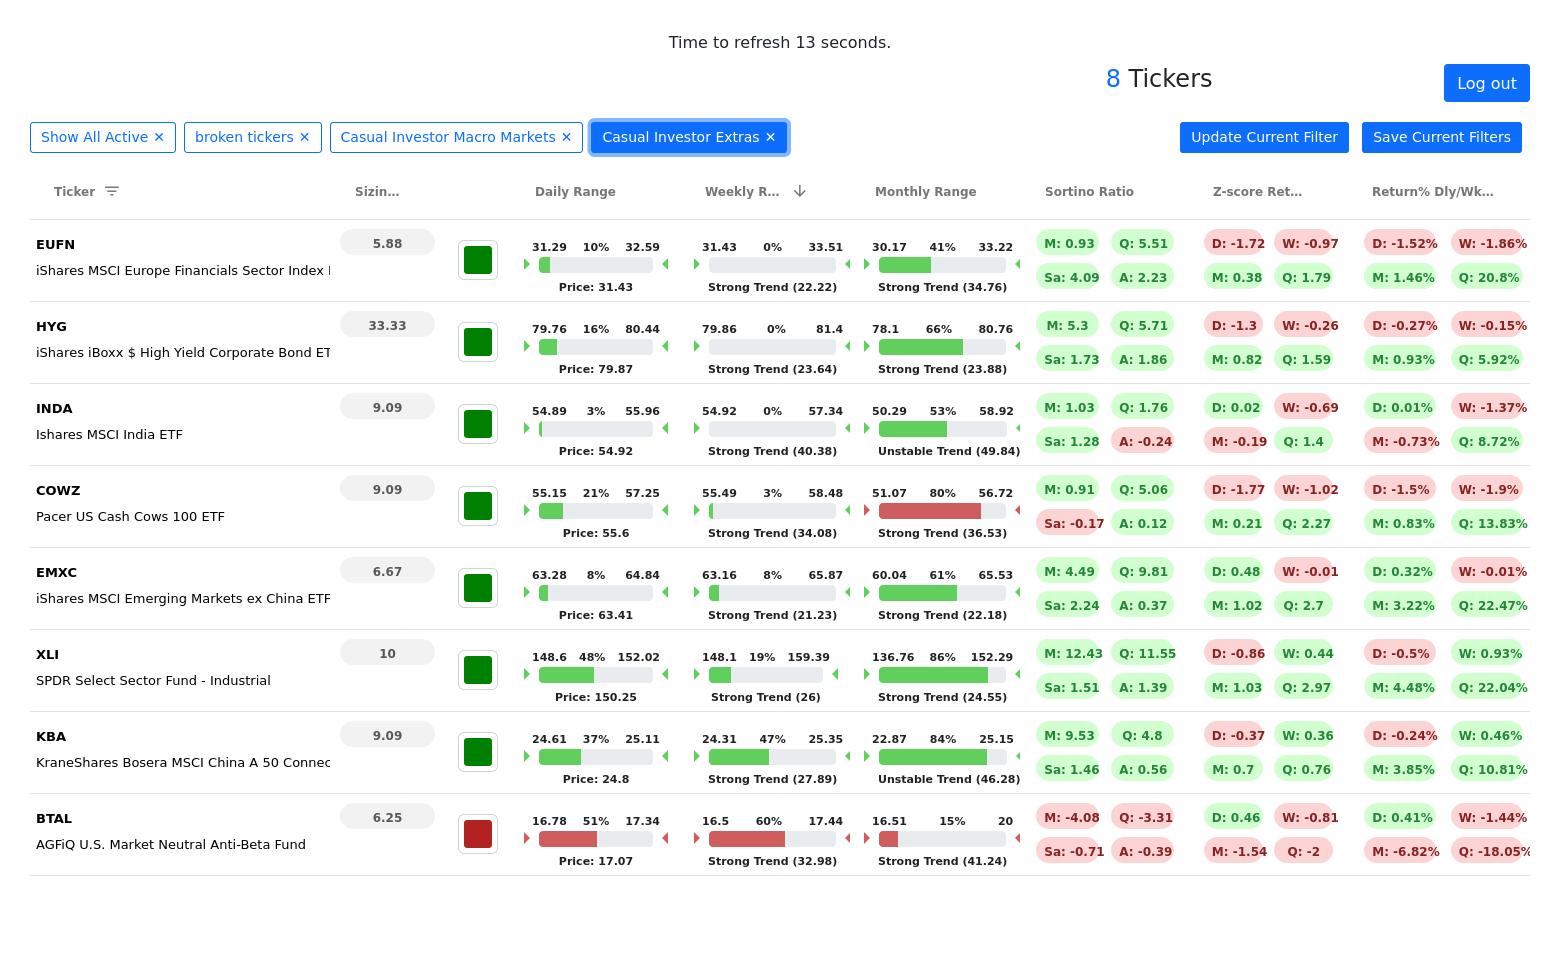 Time to refresh 13 seconds.
8 Tickers
Log out
Show All Active ✕ broken tickers ✕ Casual Investor Macro Markets ✕ Casual Investor Extras ✕ Update Current Filter Save Current Filters
Ticker Sizin… Daily Range Weekly R… Monthly Range Sortino Ratio Z-score Ret… Return% Dly/Wk…
EUFN 5.88 31.29 10% 32.59 31.43 0% 33.51 30.17 41% 33.22 M: 0.93 Q: 5.51 D: -1.72 W: -0.97 D: -1.52% W: -1.86%
iShares MSCI Europe Financials Sector Index Sa: 4.09 A: 2.23 M: 0.38 Q: 1.79 M: 1.46% Q: 20.8%
Price: 31.43 Strong Trend (22.22) Strong Trend (34.76)
HYG 33.33 79.76 16% 80.44 79.86 0% 81.4 78.1 66% 80.76 M: 5.3 Q: 5.71 D: -1.3 W: -0.26 D: -0.27% W: -0.15%
iShares iBoxx $ High Yield Corporate Bond ET Sa: 1.73 A: 1.86 M: 0.82 Q: 1.59 M: 0.93% Q: 5.92%
Price: 79.87 Strong Trend (23.64) Strong Trend (23.88)
INDA 9.09 54.89 3% 55.96 54.92 0% 57.34 50.29 53% 58.92 M: 1.03 Q: 1.76 D: 0.02 W: -0.69 D: 0.01% W: -1.37%
Ishares MSCI India ETF Sa: 1.28 A: -0.24 M: -0.19 Q: 1.4 M: -0.73% Q: 8.72%
Price: 54.92 Strong Trend (40.38) Unstable Trend (49.84)
COWZ 9.09 55.15 21% 57.25 55.49 3% 58.48 51.07 80% 56.72 M: 0.91 Q: 5.06 D: -1.77 W: -1.02 D: -1.5% W: -1.9%
Pacer US Cash Cows 100 ETF Sa: -0.17 A: 0.12 M: 0.21 Q: 2.27 M: 0.83% Q: 13.83%
Price: 55.6 Strong Trend (34.08) Strong Trend (36.53)
EMXC 6.67 63.28 8% 64.84 63.16 8% 65.87 60.04 61% 65.53 M: 4.49 Q: 9.81 D: 0.48 W: -0.01 D: 0.32% W: -0.01%
iShares MSCI Emerging Markets ex China ETF Sa: 2.24 A: 0.37 M: 1.02 Q: 2.7 M: 3.22% Q: 22.47%
Price: 63.41 Strong Trend (21.23) Strong Trend (22.18)
XLI 10 148.6 48% 152.02 148.1 19% 159.39 136.76 86% 152.29 M: 12.43 Q: 11.55 D: -0.86 W: 0.44 D: -0.5% W: 0.93%
SPDR Select Sector Fund - Industrial Sa: 1.51 A: 1.39 M: 1.03 Q: 2.97 M: 4.48% Q: 22.04%
Price: 150.25 Strong Trend (26) Strong Trend (24.55)
KBA 9.09 24.61 37% 25.11 24.31 47% 25.35 22.87 84% 25.15 M: 9.53 Q: 4.8 D: -0.37 W: 0.36 D: -0.24% W: 0.46%
KraneShares Bosera MSCI China A 50 Connec Sa: 1.46 A: 0.56 M: 0.7 Q: 0.76 M: 3.85% Q: 10.81%
Price: 24.8 Strong Trend (27.89) Unstable Trend (46.28)
BTAL 6.25 16.78 51% 17.34 16.5 60% 17.44 16.51 15% 20 M: -4.08 Q: -3.31 D: 0.46 W: -0.81 D: 0.41% W: -1.44%
AGFiQ U.S. Market Neutral Anti-Beta Fund Sa: -0.71 A: -0.39 M: -1.54 Q: -2 M: -6.82% Q: -18.05%
Price: 17.07 Strong Trend (32.98) Strong Trend (41.24)